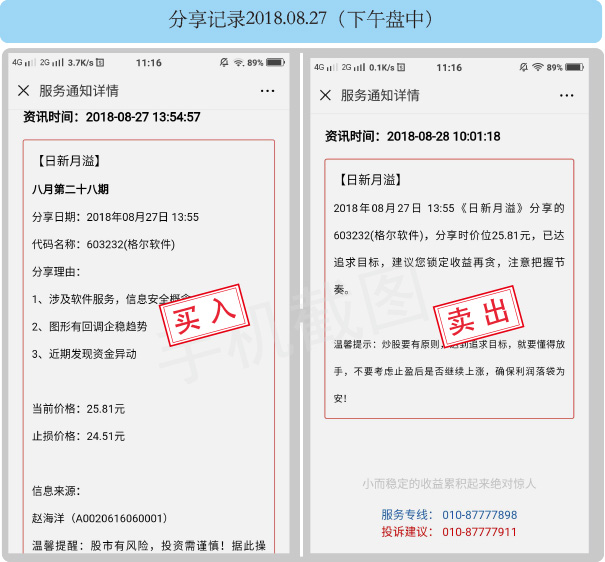 分享记录2018.08.27（下午盘中）
4G 2G 3.7K/s 11:16 89%
服务通知详情
资讯时间：2018-08-27 13:54:57
【日新月溢】
八月第二十八期
分享日期：2018年08月27日 13:55
代码名称：603232(格尔软件)
分享理由：
1、涉及软件服务，信息安全概念
2、图形有回调企稳趋势
3、近期发现资金异动
买入
当前价格：25.81元
止损价格：24.51元
信息来源：
赵海洋（A0020616060001）
温馨提醒：股市有风险，投资需谨慎！据此操
4G 2G 0.1K/s 11:16 89%
服务通知详情
资讯时间：2018-08-28 10:01:18
【日新月溢】
2018年08月27日 13:55《日新月溢》分享的
603232(格尔软件)，分享时价位25.81元，已达
追求目标，建议您锁定收益再贪，注意把握节
奏。
卖出
温馨提示：炒股要有原则，达到追求目标，就要懂得放
手，不要考虑止盈后是否继续上涨，确保利润落袋为
安！
小而稳定的收益累积起来绝对惊人
服务专线： 010-87777898
投诉建议： 010-87777911
手机截图